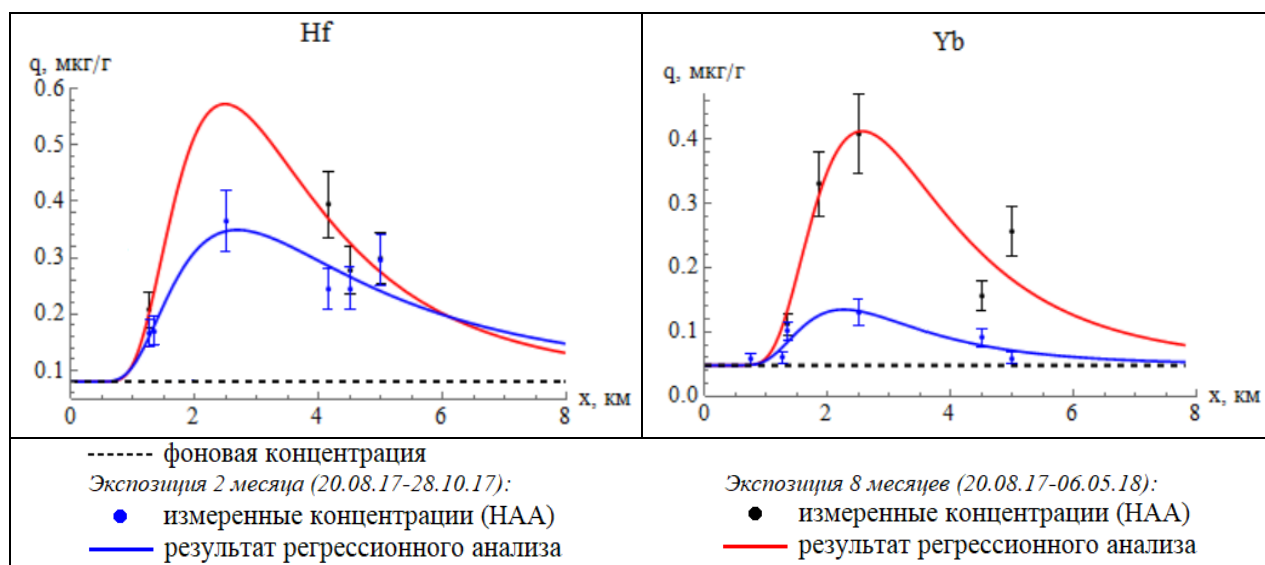 Hf
q, мкг/г
0.6
0.5
0.4
0.3
0.2
0.1
0 2 4 6 8
x, км
Yb
q, мкг/г
0.4
0.3
0.2
0.1
0.0
0 2 4 6 8
x, км
фоновая концентрация
Экспозиция 2 месяца (20.08.17-28.10.17):
измеренные концентрации (НАА)
результат регрессионного анализа
Экспозиция 8 месяцев (20.08.17-06.05.18):
измеренные концентрации (НАА)
результат регрессионного анализа